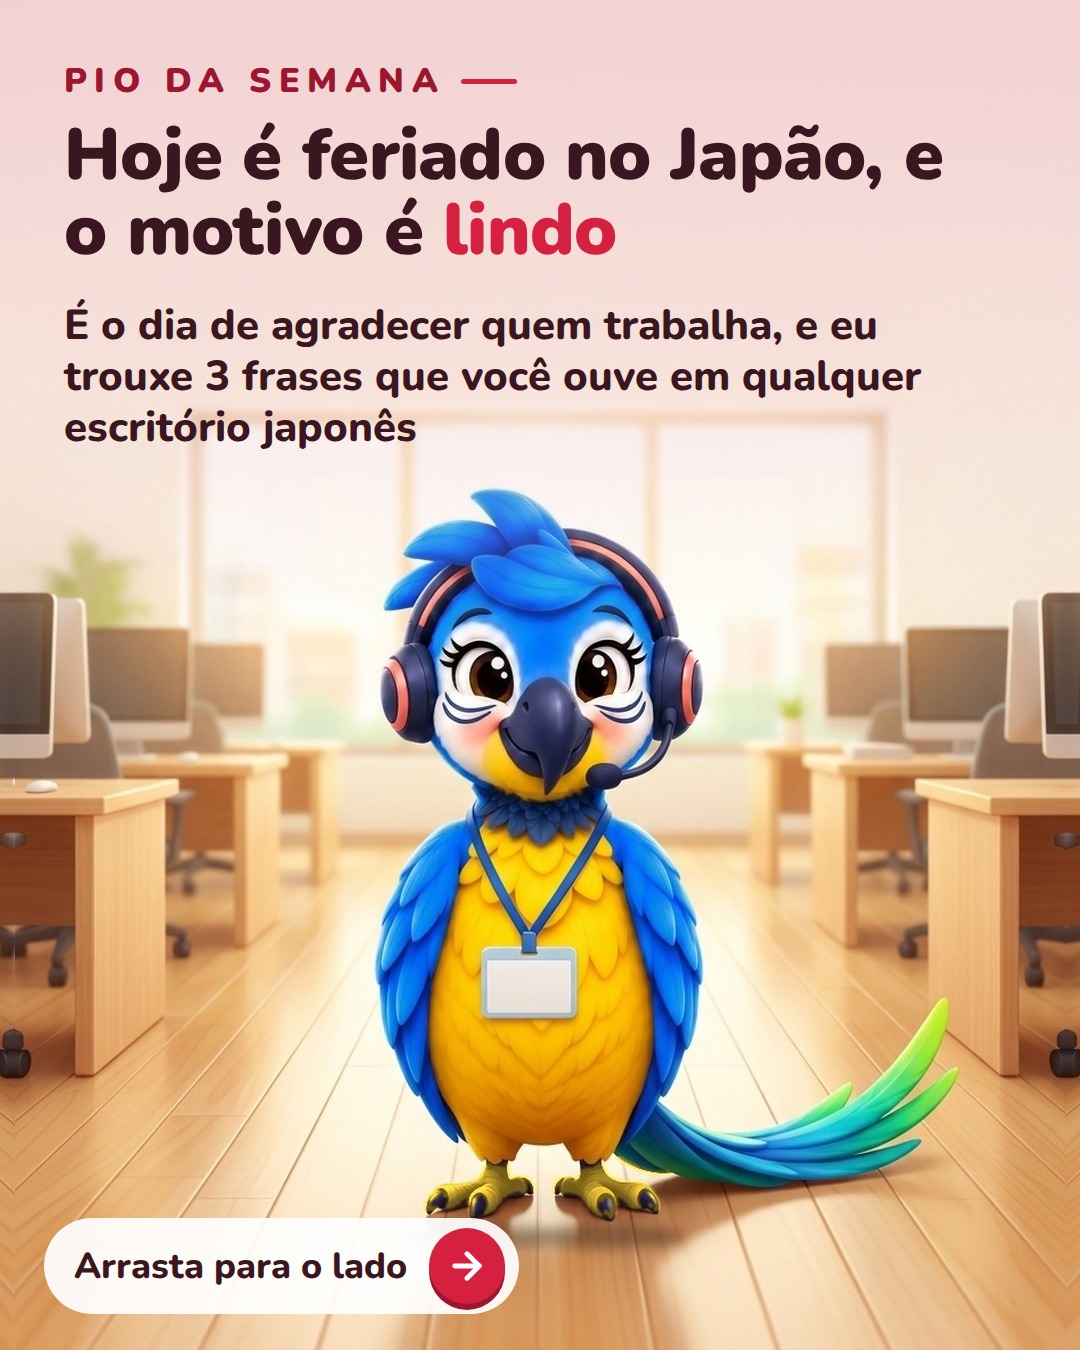 PIO DA SEMANA
Hoje é feriado no Japão, e
o motivo é lindo
É o dia de agradecer quem trabalha, e eu
trouxe 3 frases que você ouve em qualquer
escritório japonês
Arrasta para o lado